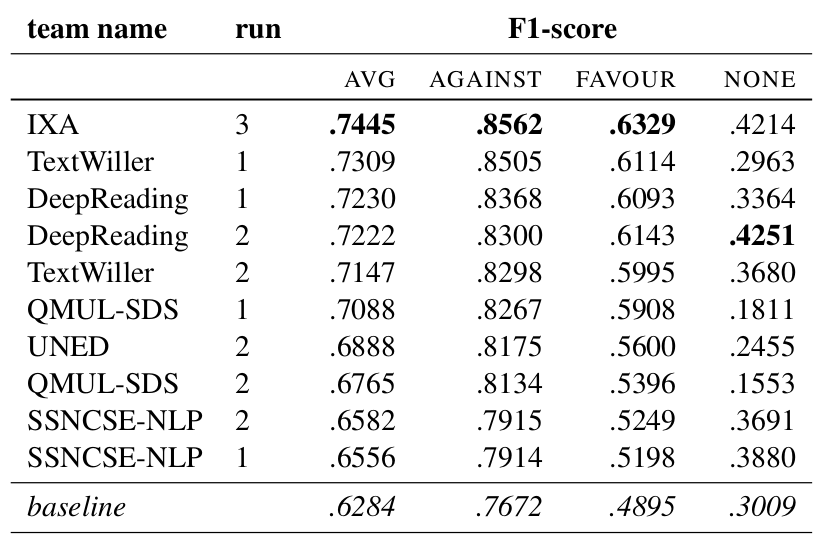 team name run F1-score
AVG AGAINST FAVOUR NONE
IXA 3 .7445 .8562 .6329 .4214
TextWiller 1 .7309 .8505 .6114 .2963
DeepReading 1 .7230 .8368 .6093 .3364
DeepReading 2 .7222 .8300 .6143 .4251
TextWiller 2 .7147 .8298 .5995 .3680
QMUL-SDS 1 .7088 .8267 .5908 .1811
UNED 2 .6888 .8175 .5600 .2455
QMUL-SDS 2 .6765 .8134 .5396 .1553
SSNCSE-NLP 2 .6582 .7915 .5249 .3691
SSNCSE-NLP 1 .6556 .7914 .5198 .3880
baseline .6284 .7672 .4895 .3009